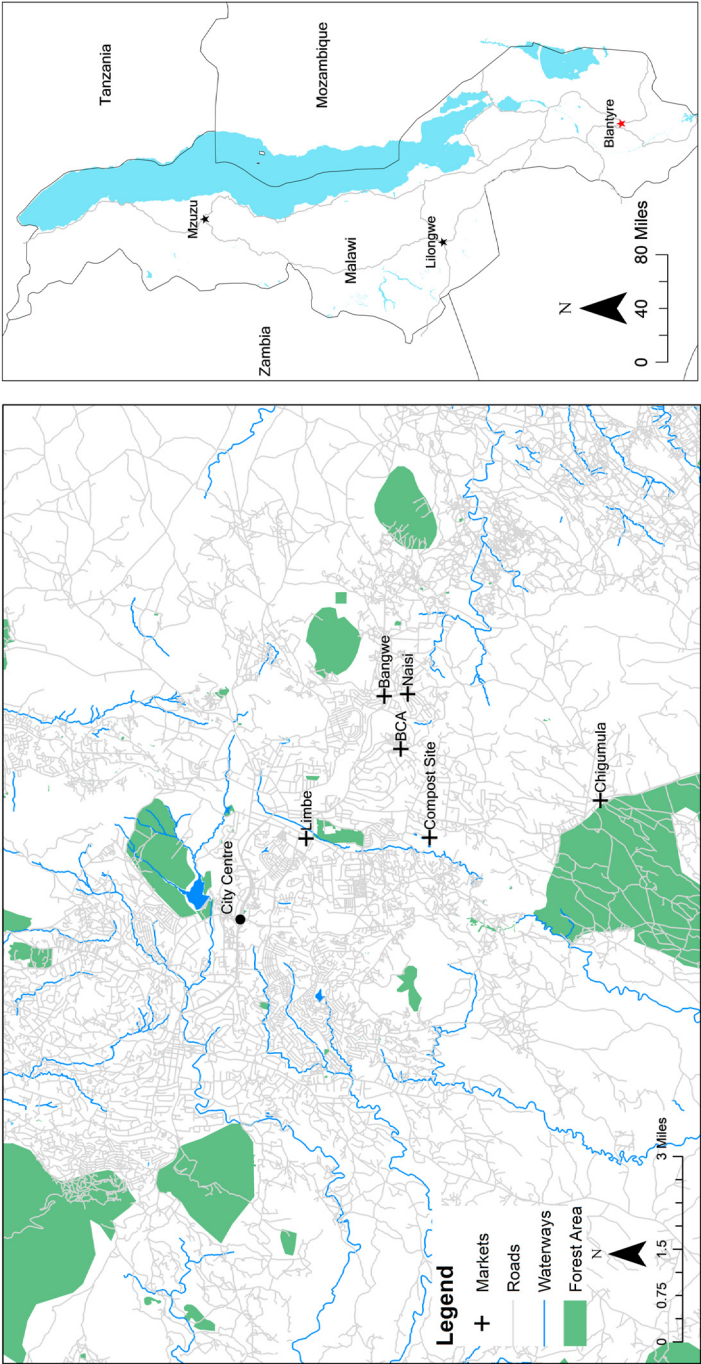 City Centre
Limbe
Bangwe
BCA
Naisi
Compost Site
Chigumula
Legend
Markets
Roads
Waterways
Forest Area
N
0 0.75 1.5 3 Miles
Tanzania
Mozambique
Zambia
Mzuzu
Malawi
Lilongwe
Blantyre
N
0 40 80 Miles